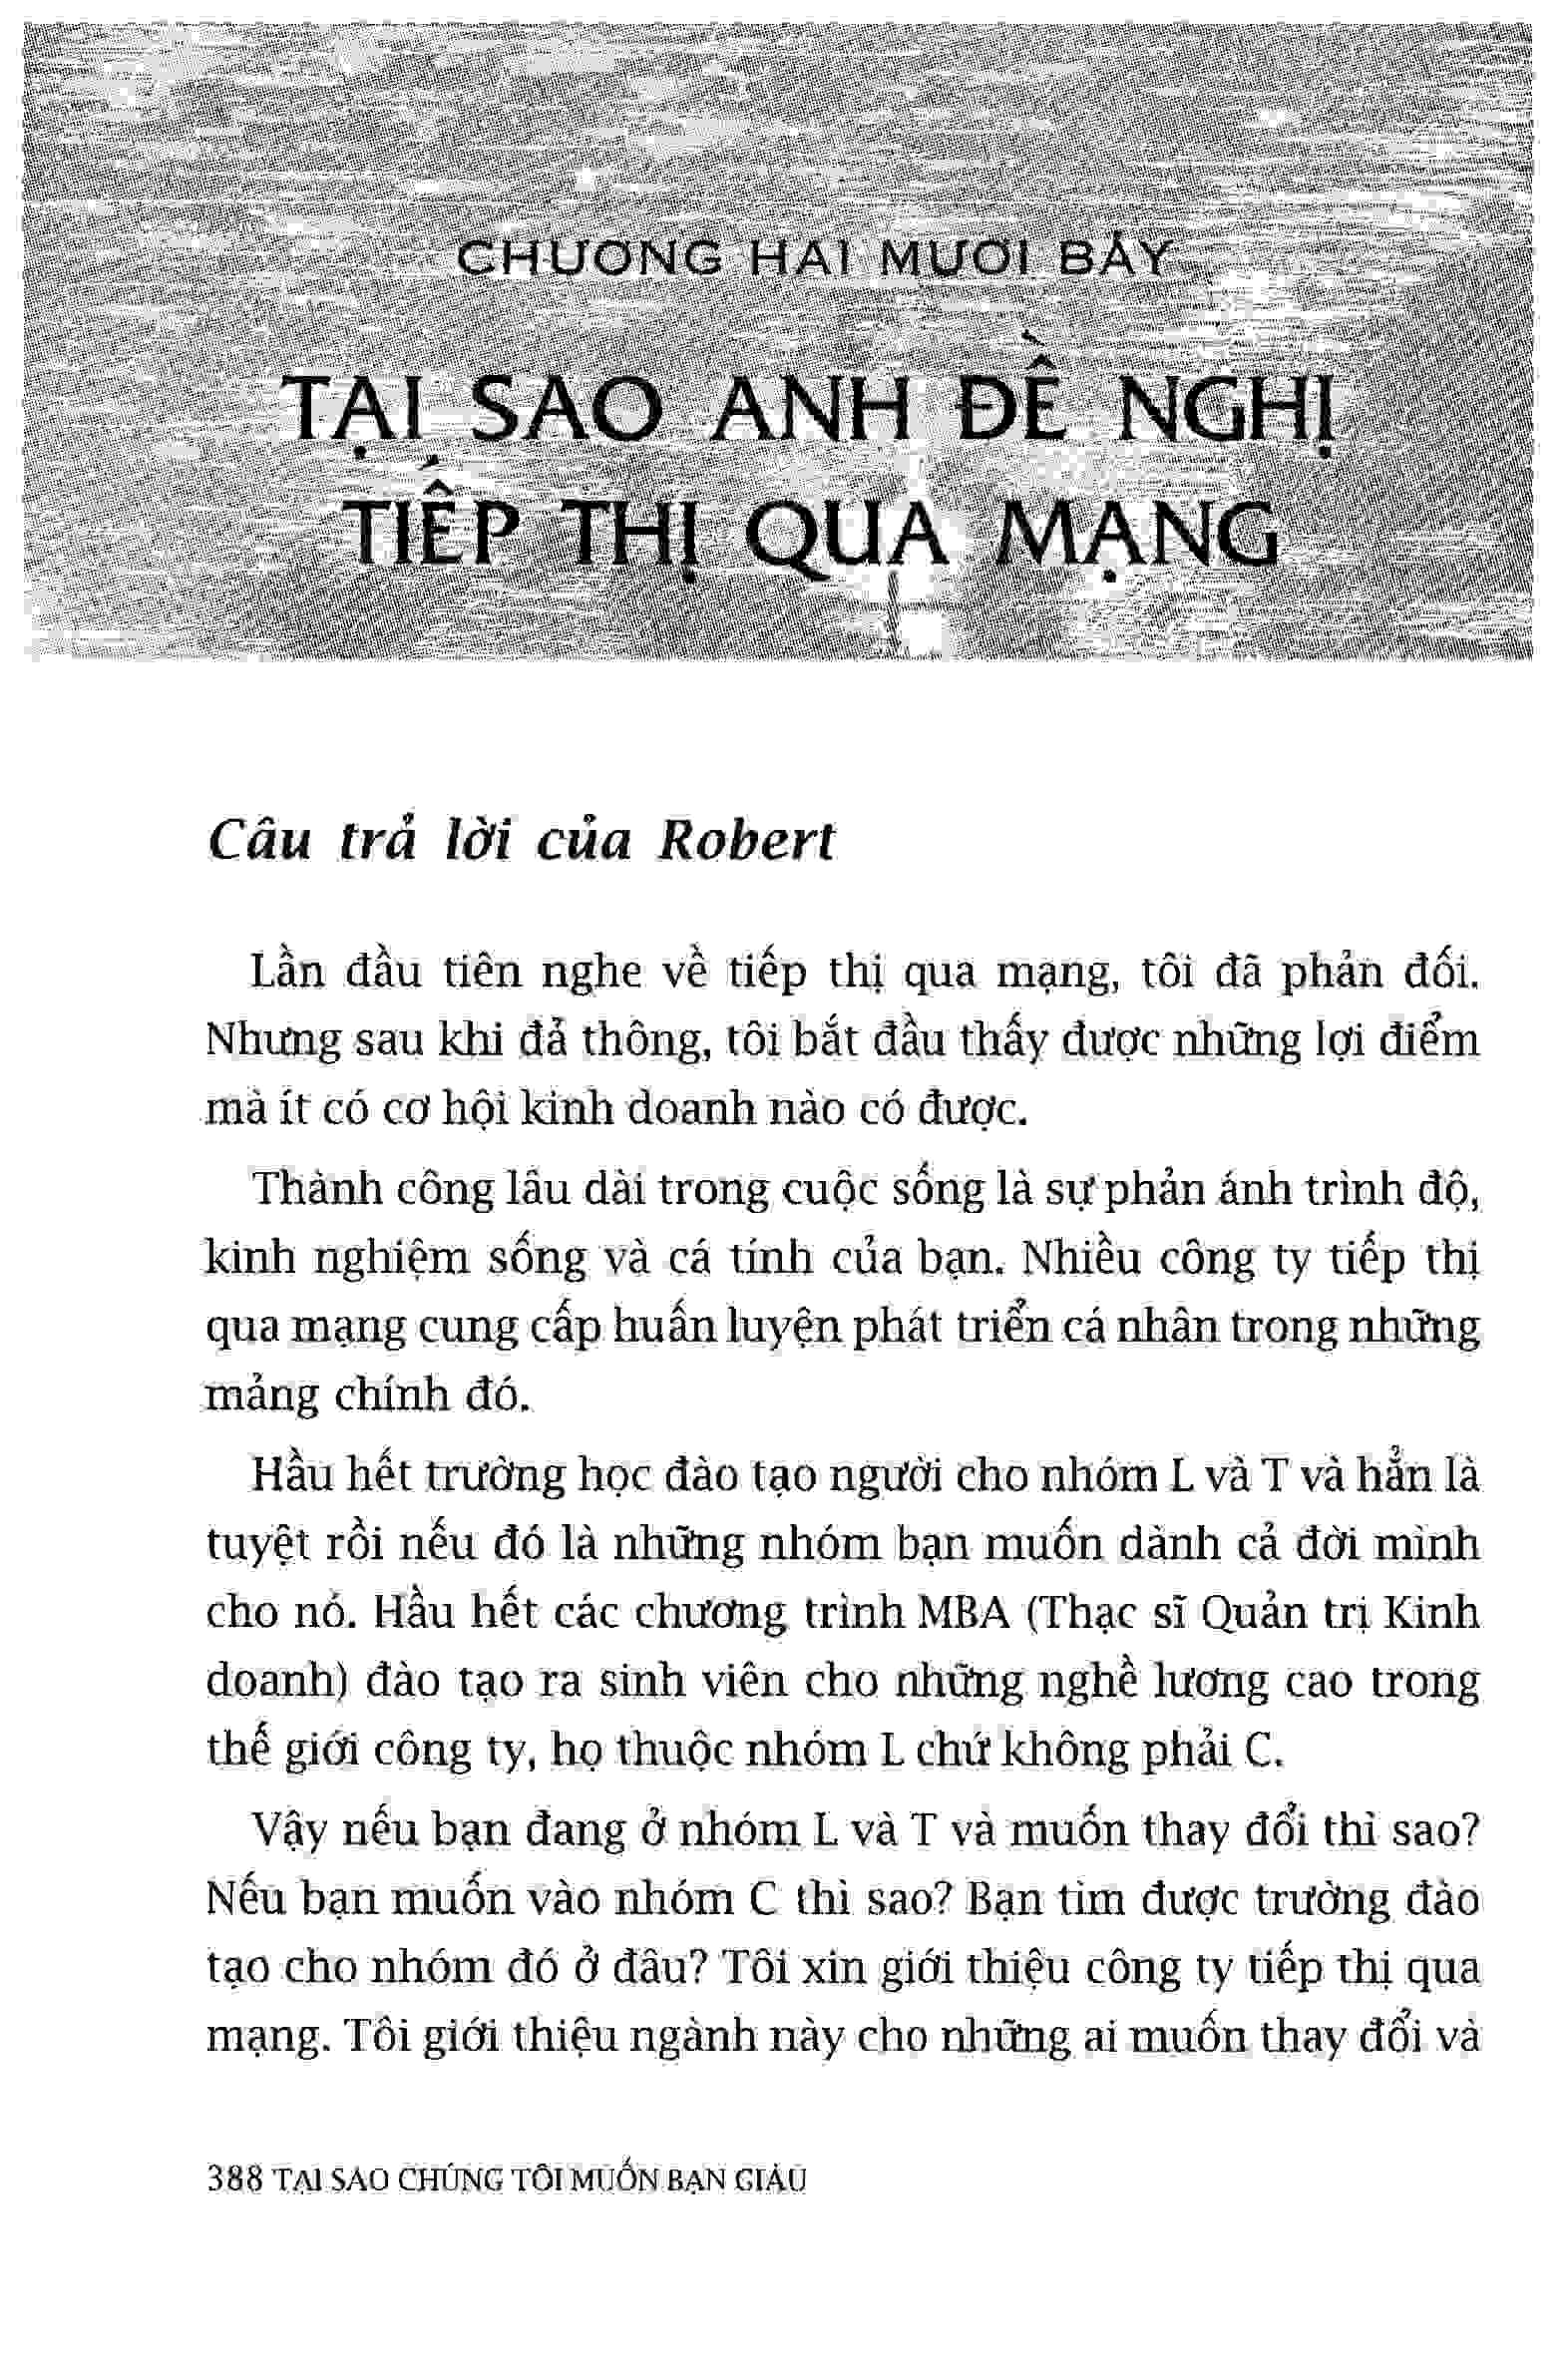 CHƯƠNG HAI MƯƠI BẢY
TẠI SAO ANH ĐỀ NGHỊ
TIẾP THỊ QUA MẠNG
Câu trả lời của Robert
Lần đầu tiên nghe về tiếp thị qua mạng, tôi đã phản đối.
Nhưng sau khi đả thông, tôi bắt đầu thấy được những lợi điểm
mà ít có cơ hội kinh doanh nào có được.
Thành công lâu dài trong cuộc sống là sự phản ánh trình độ,
kinh nghiệm sống và cá tính của bạn. Nhiều công ty tiếp thị
qua mạng cung cấp huấn luyện phát triển cá nhân trong những
mảng chính đó.
Hầu hết trường học đào tạo người cho nhóm L và T và hẳn là
tuyệt rồi nếu đó là những nhóm bạn muốn dành cả đời mình
cho nó. Hầu hết các chương trình MBA (Thạc sĩ Quản trị Kinh
doanh) đào tạo ra sinh viên cho những nghề lương cao trong
thế giới công ty, họ thuộc nhóm L chứ không phải C.
Vậy nếu bạn đang ở nhóm L và T và muốn thay đổi thì sao?
Nếu bạn muốn vào nhóm C thì sao? Bạn tìm được trường đào
tạo cho nhóm đó ở đâu? Tôi xin giới thiệu công ty tiếp thị qua
mạng. Tôi giới thiệu ngành này cho những ai muốn thay đổi và
388 TẠI SAO CHÚNG TÔI MUỐN BẠN GIÀU